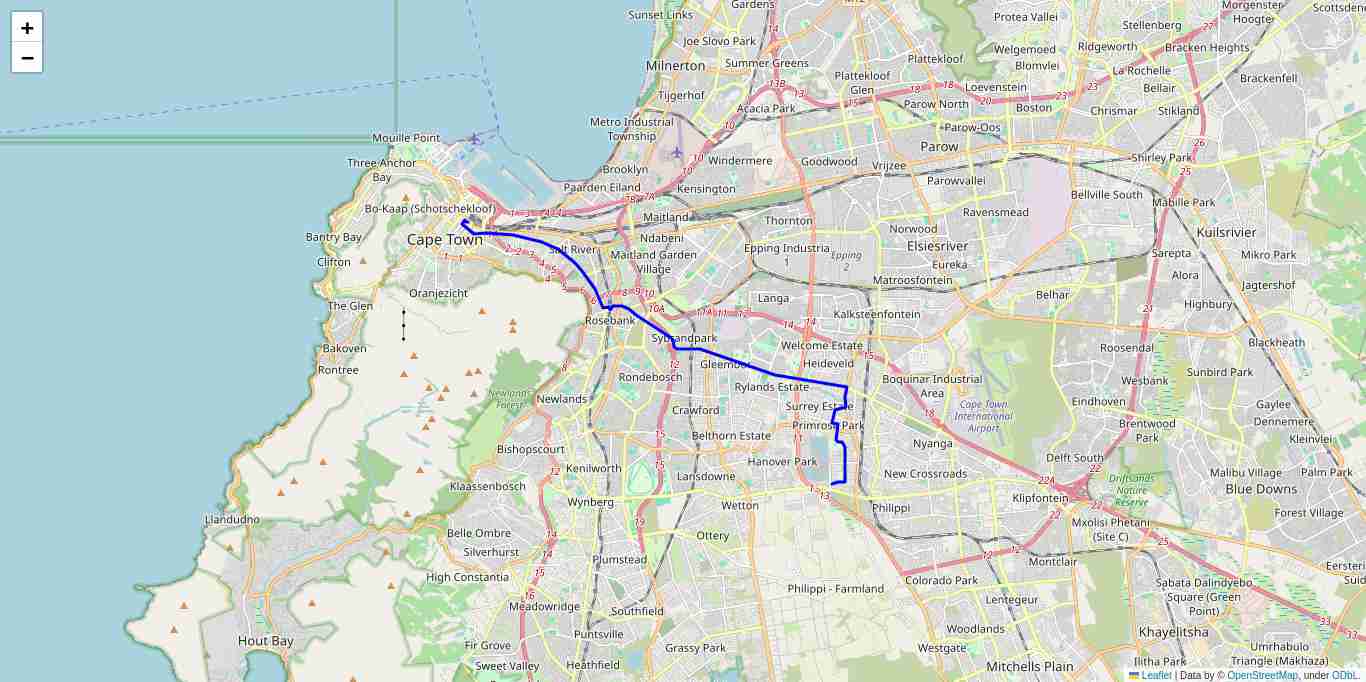 +
−
Sunset Links
Gardens
M12
Protea Valley
Morgenster
Hoogte
Scottsdene
Joe Slovo Park
Stellenberg
Milnerton
Summer Greens
Welgemoed
Ridgeworth
Bracken Heights
Plattekloof
Blomvlei
Plattekloof
Glen
Loevenstein
La Rochelle
Brackenfell
Tijgerhof
Bellair
Acacia Park
Parow North
Boston
Chrismar
Stikland
Metro Industrial
Township
Parow-Oos
Mouille Point
Parow
Three Anchor
Bay
Windermere
Goodwood
Vrijzee
Shirley Park
Brooklyn
Parowvallei
Paarden Eiland
Kensington
Bellville South
Mabille Park
Bo-Kaap (Schotschekloof)
Maitland
Thornton
Ravensmead
Norwood
Kuilsrivier
Bantry Bay
Cape Town
Ndabeni
Salt River
Epping Industria
1
Epping
2
Elsiesriver
Maitland Garden
Village
Sarepta
Mikro Park
Clifton
Eureka
Alora
Matroosfontein
Jagtershof
Oranjezicht
Langa
Belhar
The Glen
Highbury
Rosebank
Kalksteenfontein
Sybrandpark
Welcome Estate
Blackheath
Bakoven
Roosendal
Rontree
Gleemoor
Heideveld
Sunbird Park
Rondebosch
Rylands Estate
Boquinar Industrial
Area
Wesbank
Newlands
Forest
Newlands
Crawford
Surrey Estate
Cape Town
International
Airport
Eindhoven
Gaylee
Primrose Park
Brentwood
Park
Dennemere
Belthorn Estate
Nyanga
Kleinvlei
Bishopscourt
Delft South
Hanover Park
Kenilworth
New Crossroads
Malibu Village
Palm Park
Klaassenbosch
Lansdowne
Driftsands
Nature
Reserve
Blue Downs
Wynberg
Wetton
Philippi
Klipfontein
Forest Village
Llandudno
Mxolisi Phetani
(Site C)
Belle Ombre
Ottery
Silverhurst
Plumstead
Montclair
High Constantia
Colorado Park
Philippi - Farmland
Sabata Dalindyebo
Square (Green
Point)
Lentegeur
Meadowridge
Southfield
Woodlands
Khayelitsha
Puntsville
Hout Bay
Fir Grove
Grassy Park
Westgate
Umrhabulo
Triangle (Makhaza)
Sweet Valley
Heathfield
Mitchells Plain
Ilitha Park
Leaflet | Data by © OpenStreetMap, under ODbL.